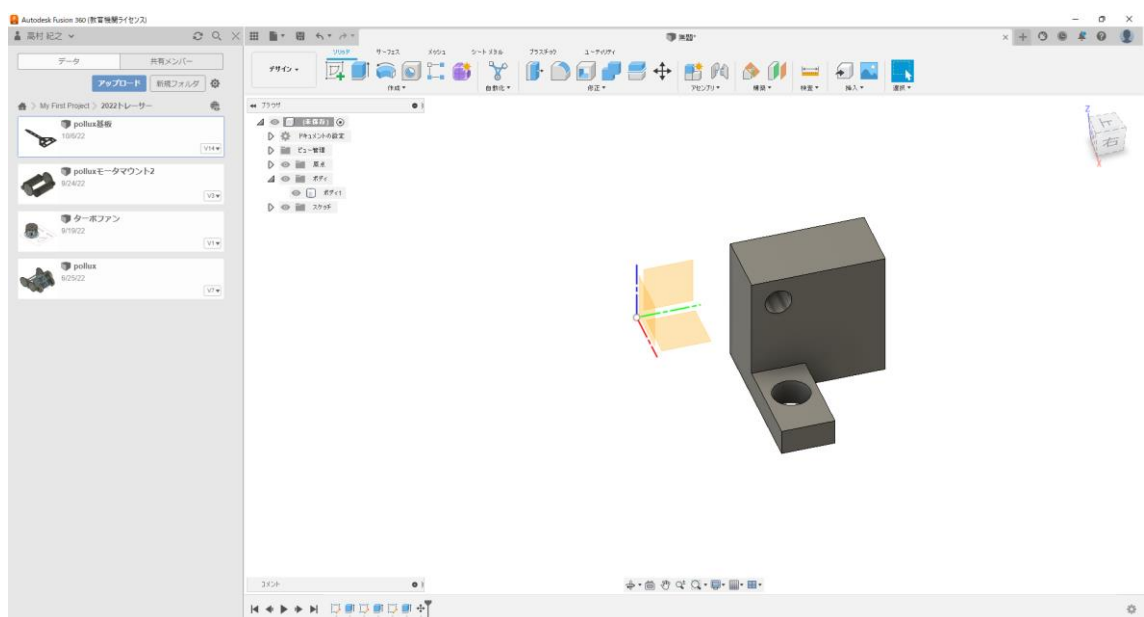 Autodesk Fusion 360 (教育機関ライセンス)
高村 紀之
無題*
データ
共有メンバー
アップロード
新規フォルダ
My First Project > 2022トレーサー
pollux基板
10/6/22
V14
polluxモータマウント2
9/24/22
V3
ターボファン
9/19/22
V1
pollux
6/25/22
V7
ソリッド
サーフェス
メッシュ
シート メタル
プラスチック
ユーティリティ
デザイン
作成
自動化
修正
アセンブリ
構築
検査
挿入
選択
ブラウザ
(未保存)
ドキュメントの設定
ビュー管理
原点
ボディ
ボディ1
スケッチ
Z
上
右
X
コメント